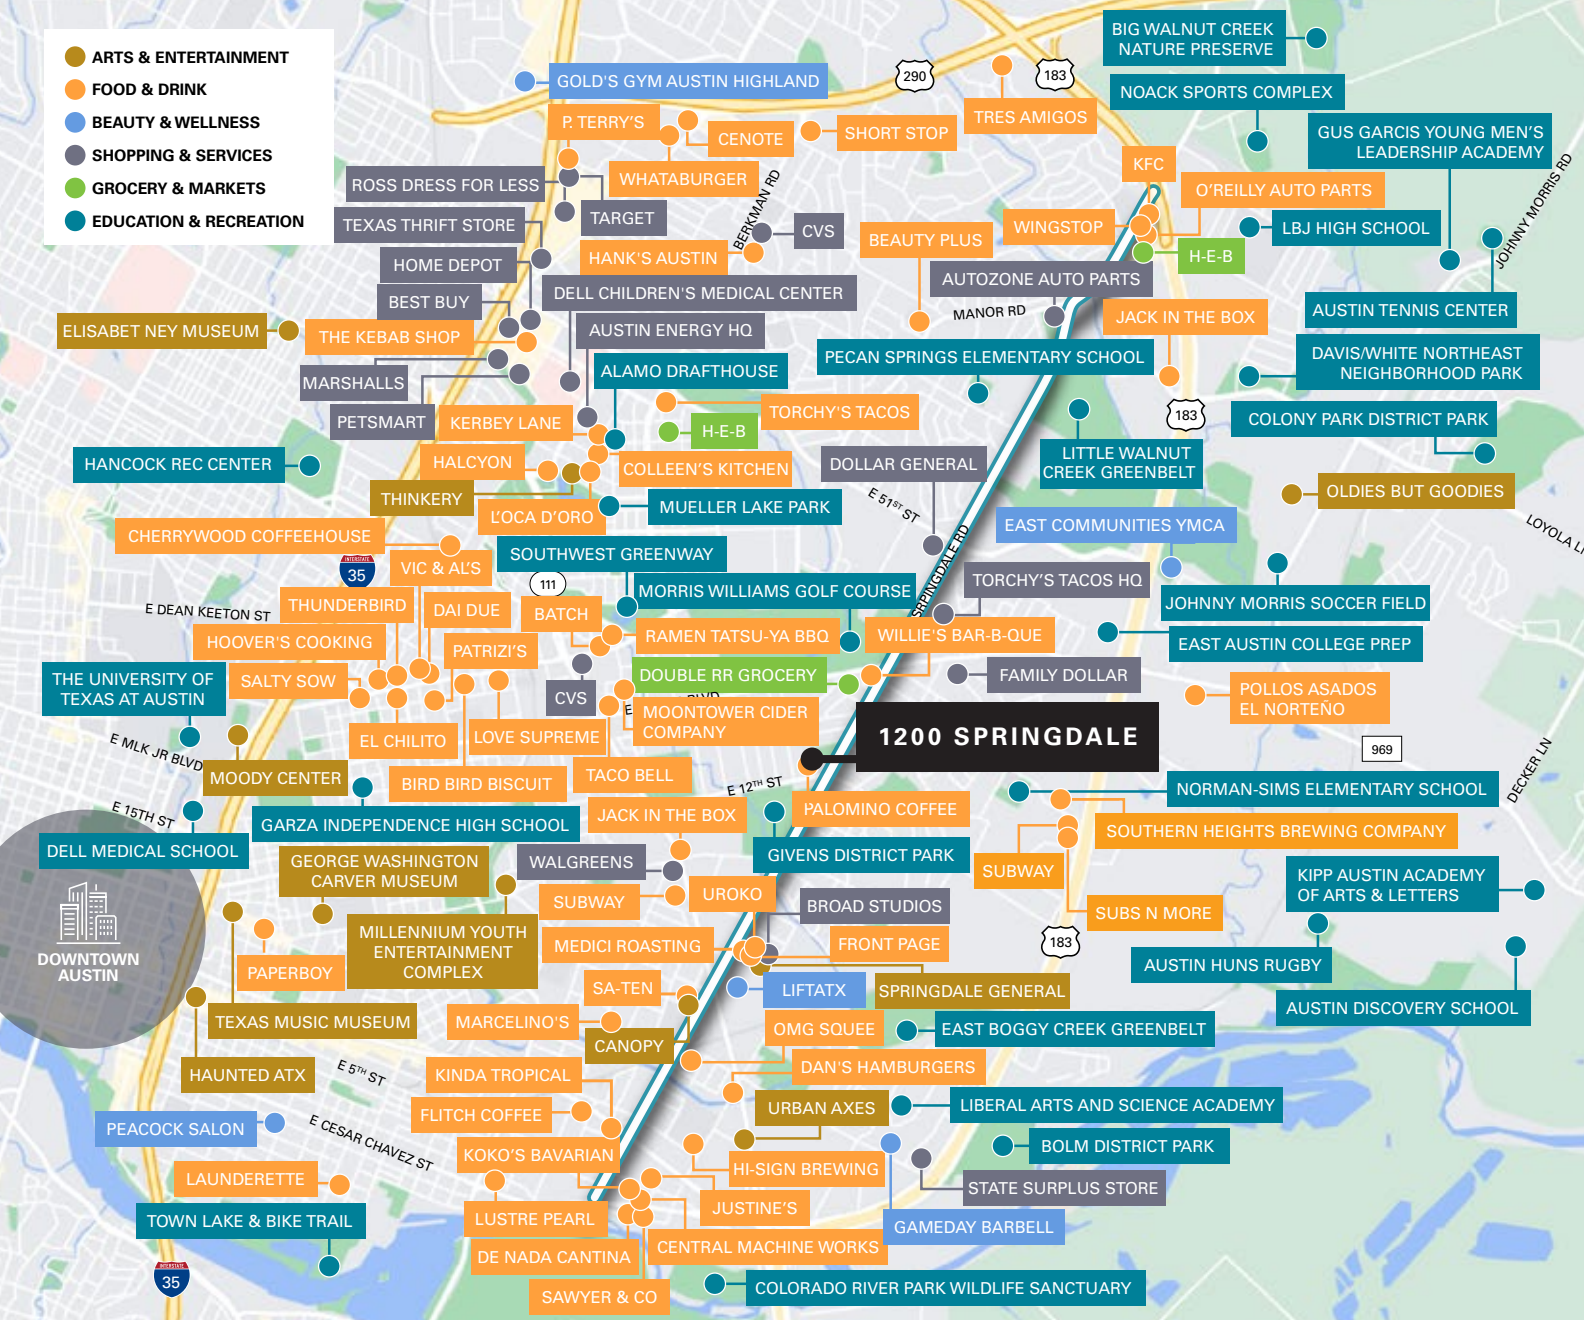 ARTS & ENTERTAINMENT
FOOD & DRINK
BEAUTY & WELLNESS
SHOPPING & SERVICES
GROCERY & MARKETS
EDUCATION & RECREATION
BIG WALNUT CREEK
NATURE PRESERVE
GOLD'S GYM AUSTIN HIGHLAND
290
183
NOACK SPORTS COMPLEX
TRES AMIGOS
P. TERRY'S
CENOTE
SHORT STOP
GUS GARCIS YOUNG MEN'S
LEADERSHIP ACADEMY
KFC
WHATABURGER
ROSS DRESS FOR LESS
O'REILLY AUTO PARTS
JOHNNY MORRIS RD
BERKMAN RD
TARGET
TEXAS THRIFT STORE
CVS
BEAUTY PLUS
WINGSTOP
LBJ HIGH SCHOOL
HANK'S AUSTIN
H-E-B
HOME DEPOT
AUTOZONE AUTO PARTS
DELL CHILDREN'S MEDICAL CENTER
BEST BUY
MANOR RD
JACK IN THE BOX
AUSTIN TENNIS CENTER
ELISABET NEY MUSEUM
THE KEBAB SHOP
AUSTIN ENERGY HQ
PECAN SPRINGS ELEMENTARY SCHOOL
DAVIS/WHITE NORTHEAST
NEIGHBORHOOD PARK
ALAMO DRAFTHOUSE
MARSHALLS
TORCHY'S TACOS
183
COLONY PARK DISTRICT PARK
PETSMART
KERBEY LANE
H-E-B
HANCOCK REC CENTER
HALCYON
COLLEEN'S KITCHEN
DOLLAR GENERAL
LITTLE WALNUT
CREEK GREENBELT
THINKERY
OLDIES BUT GOODIES
E 51ST ST
MUELLER LAKE PARK
L'OCA D'ORO
CHERRYWOOD COFFEEHOUSE
EAST COMMUNITIES YMCA
SOUTHWEST GREENWAY
INTERSTATE
35
VIC & AL'S
111
SRPINGDALE RD
TORCHY'S TACOS HQ
MORRIS WILLIAMS GOLF COURSE
E DEAN KEETON ST
THUNDERBIRD
DAI DUE
BATCH
JOHNNY MORRIS SOCCER FIELD
HOOVER'S COOKING
RAMEN TATSU-YA BBQ
WILLIE'S BAR-B-QUE
EAST AUSTIN COLLEGE PREP
PATRIZI'S
DOUBLE RR GROCERY
FAMILY DOLLAR
THE UNIVERSITY OF
TEXAS AT AUSTIN
SALTY SOW
CVS
POLLOS ASADOS
EL NORTEÑO
MOONTOWER CIDER
COMPANY
1200 SPRINGDALE
E MLK JR BLVD
EL CHILITO
LOVE SUPREME
969
MOODY CENTER
BIRD BIRD BISCUIT
TACO BELL
DECKER LN
E 12TH ST
NORMAN-SIMS ELEMENTARY SCHOOL
E 15TH ST
GARZA INDEPENDENCE HIGH SCHOOL
JACK IN THE BOX
PALOMINO COFFEE
SOUTHERN HEIGHTS BREWING COMPANY
DELL MEDICAL SCHOOL
GEORGE WASHINGTON
CARVER MUSEUM
WALGREENS
GIVENS DISTRICT PARK
SUBWAY
KIPP AUSTIN ACADEMY
OF ARTS & LETTERS
SUBWAY
UROKO
BROAD STUDIOS
SUBS N MORE
DOWNTOWN
AUSTIN
MILLENNIUM YOUTH
ENTERTAINMENT
COMPLEX
MEDICI ROASTING
FRONT PAGE
183
PAPERBOY
AUSTIN HUNS RUGBY
SA-TEN
LIFTATX
SPRINGDALE GENERAL
AUSTIN DISCOVERY SCHOOL
TEXAS MUSIC MUSEUM
MARCELINO'S
OMG SQUEE
EAST BOGGY CREEK GREENBELT
CANOPY
HAUNTED ATX
E 5TH ST
KINDA TROPICAL
DAN'S HAMBURGERS
FLITCH COFFEE
URBAN AXES
LIBERAL ARTS AND SCIENCE ACADEMY
PEACOCK SALON
E CESAR CHAVEZ ST
KOKO'S BAVARIAN
BOLM DISTRICT PARK
LAUNDERETTE
HI-SIGN BREWING
STATE SURPLUS STORE
TOWN LAKE & BIKE TRAIL
LUSTRE PEARL
JUSTINE'S
GAMEDAY BARBELL
DE NADA CANTINA
CENTRAL MACHINE WORKS
INTERSTATE
35
SAWYER & CO
COLORADO RIVER PARK WILDLIFE SANCTUARY